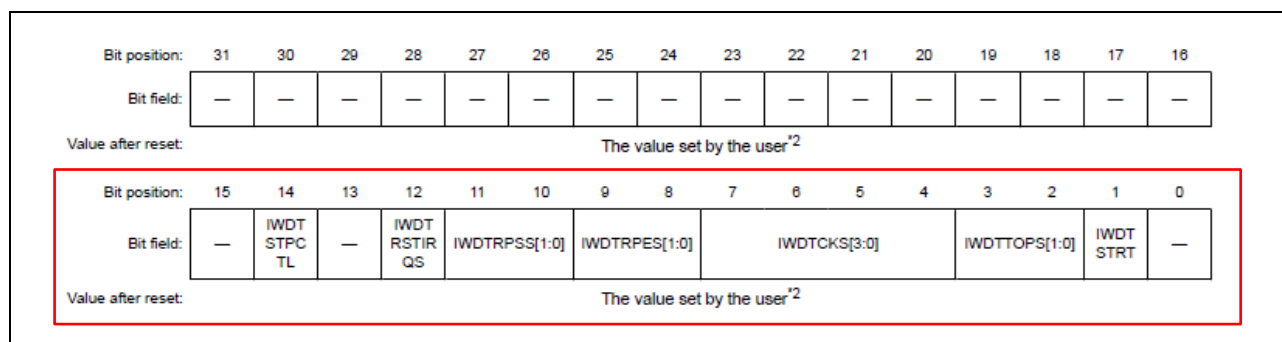 Bit position: 31 30 29 28 27 26 25 24 23 22 21 20 19 18 17 16
Bit field: — — — — — — — — — — — — — — — —
Value after reset: The value set by the user*2
Bit position: 15 14 13 12 11 10 9 8 7 6 5 4 3 2 1 0
Bit field: — IWDT STPC TL — IWDT RSTIR QS IWDTRPSS[1:0] IWDTRPES[1:0] IWDTCKS[3:0] IWDTTOPS[1:0] IWDT STRT —
Value after reset: The value set by the user*2